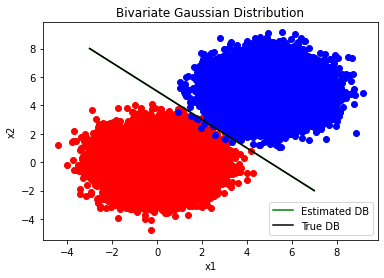 Bivariate Gaussian Distribution
x2
8
6
4
2
0
−2
−4
Estimated DB
True DB
−4 −2 0 2 4 6 8
x1